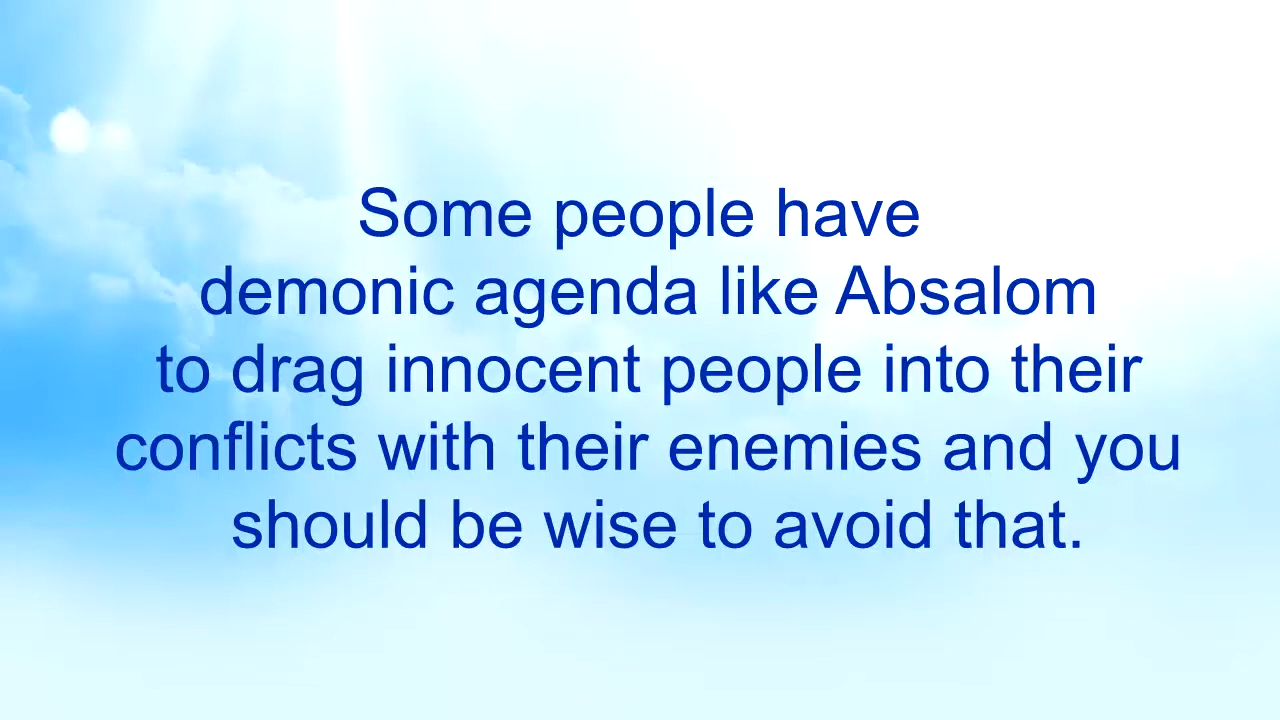 Some people have
demonic agenda like Absalom
to drag innocent people into their
conflicts with their enemies and you
should be wise to avoid that.